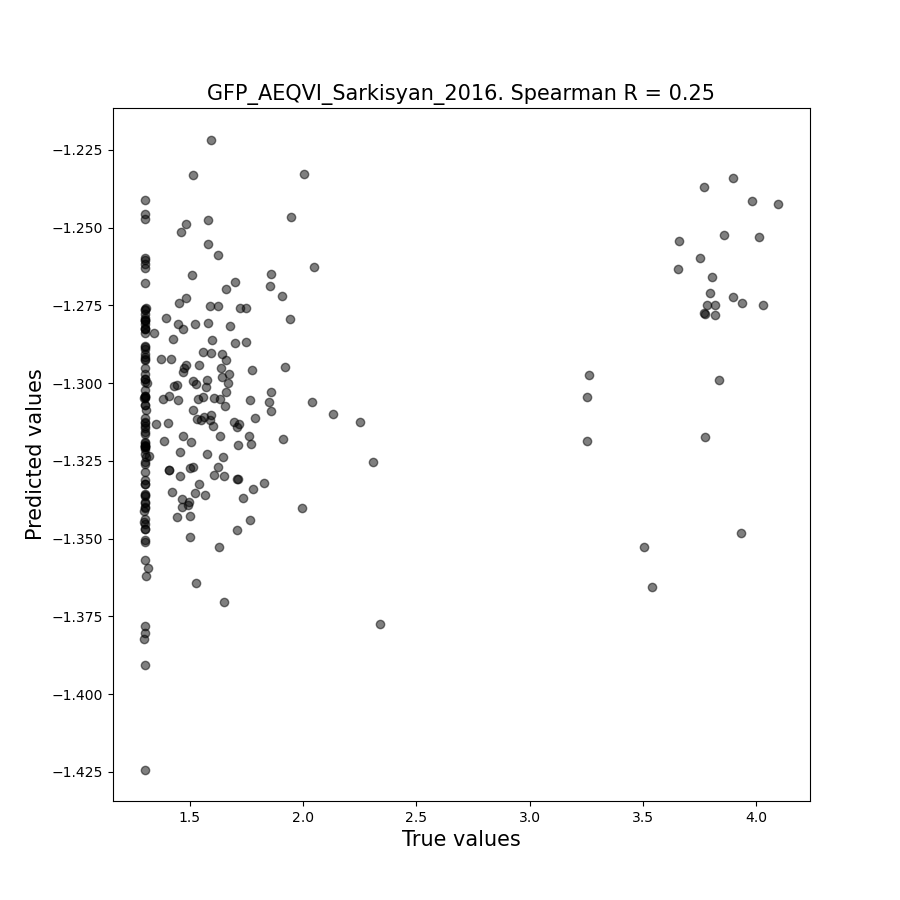 GFP_AEQVI_Sarkisyan_2016. Spearman R = 0.25
−1.225
−1.250
−1.275
−1.300
−1.325
−1.350
−1.375
−1.400
−1.425
Predicted values
1.5 2.0 2.5 3.0 3.5 4.0
True values